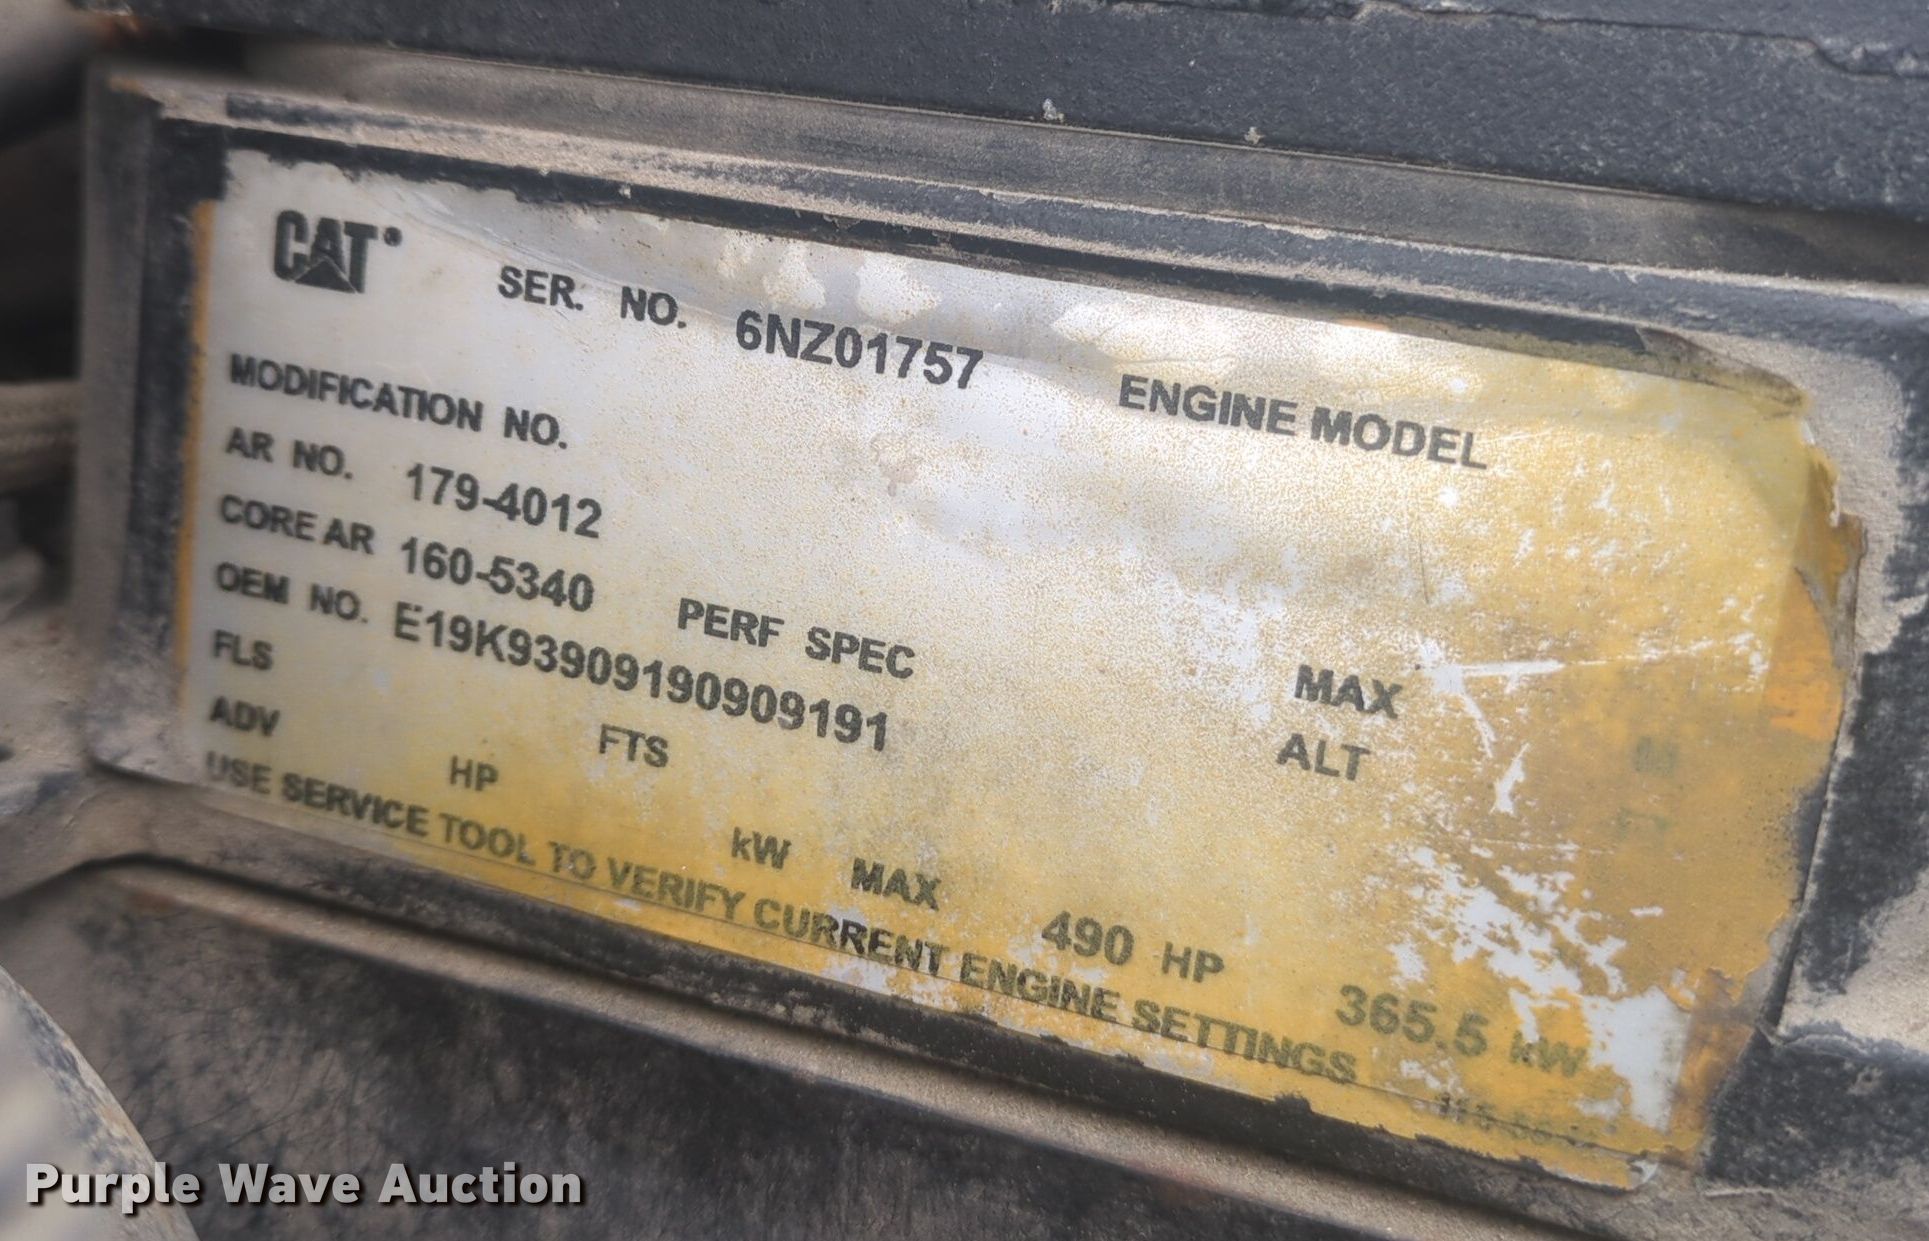 CAT®
SER. NO. 6NZ01757 ENGINE MODEL
MODIFICATION NO.
AR NO. 179-4012
CORE AR 160-5340 PERF SPEC MAX
OEM NO. E19K93909190909191 ALT
FLS FTS
ADV HP kW MAX 490 HP 365.5 kW
USE SERVICE TOOL TO VERIFY CURRENT ENGINE SETTINGS
Purple Wave Auction